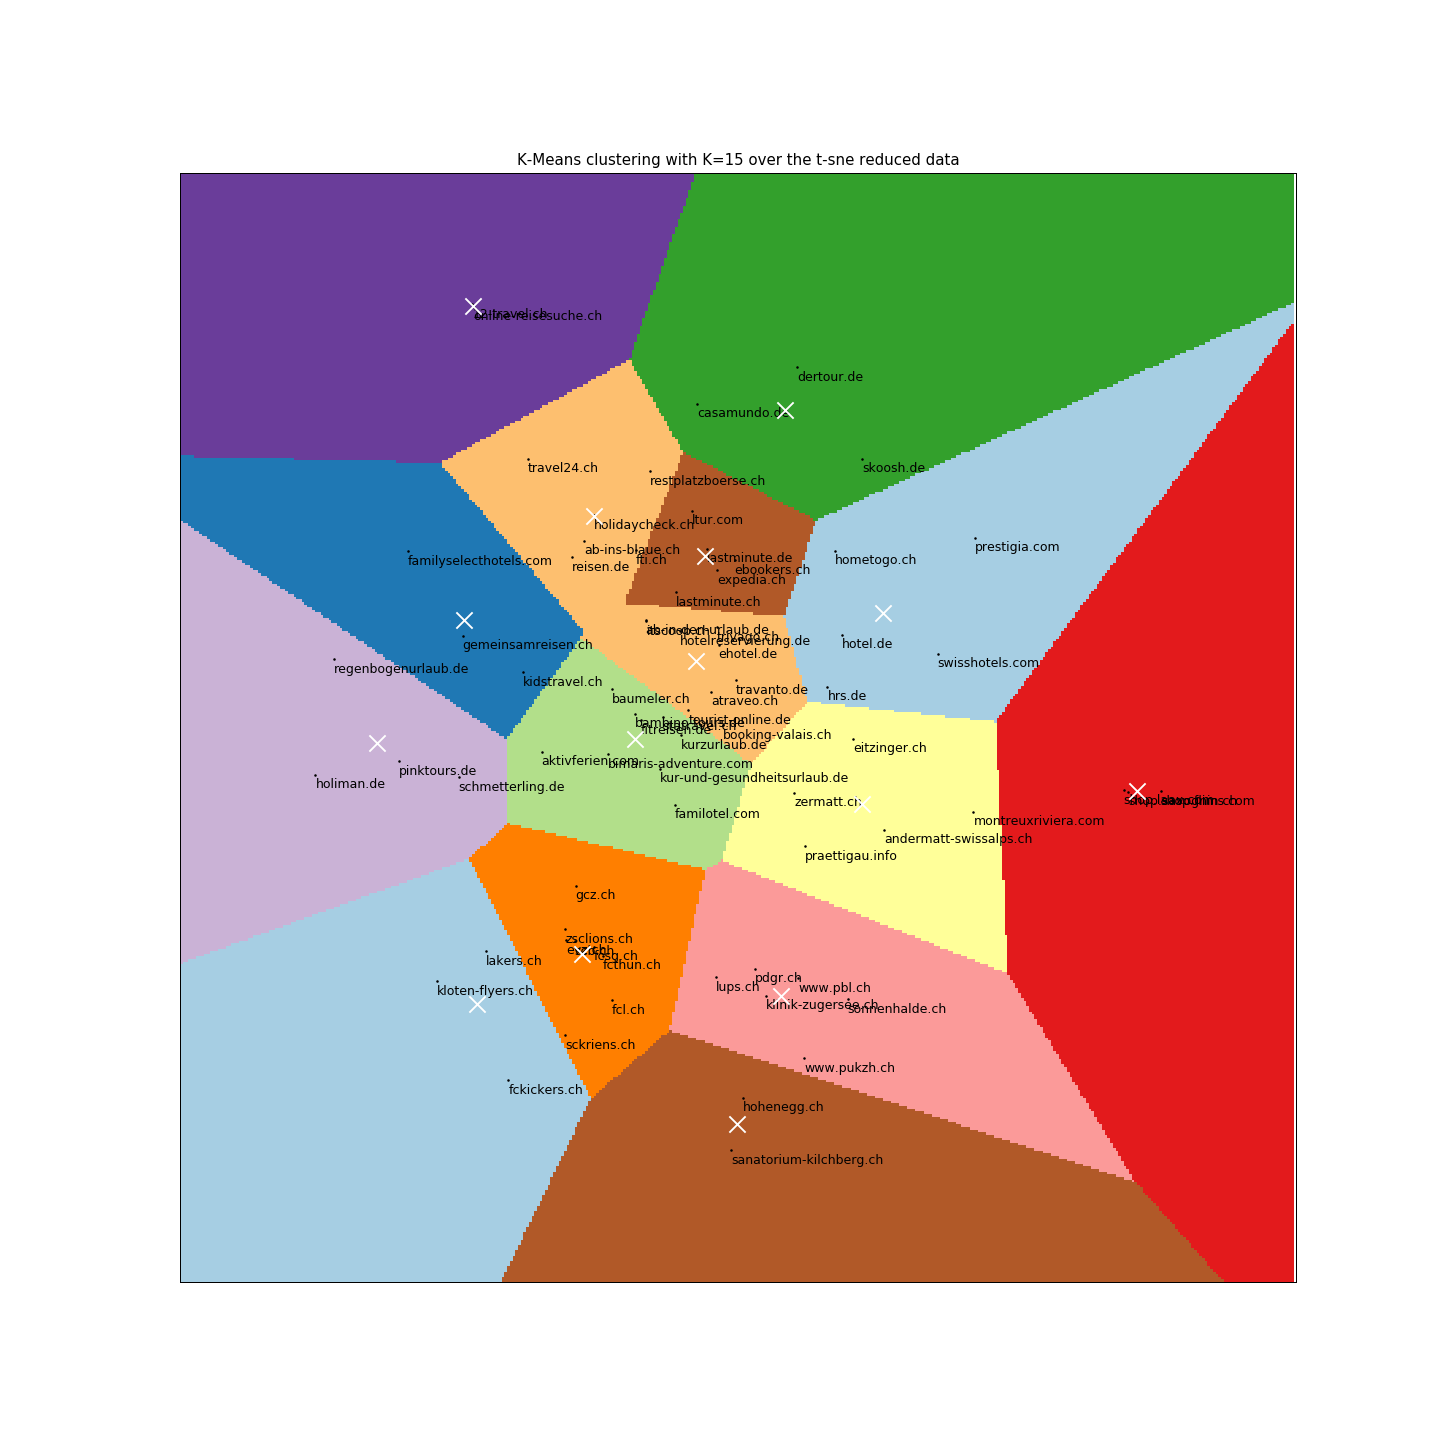 K-Means clustering with K=15 over the t-sne reduced data
online-reisesuche.ch
dertour.de
casamundo.de
travel24.ch
skoosh.de
restplatzboerse.ch
ltur.com
holidaycheck.ch
prestigia.com
ab-ins-blaue.ch
lastminute.de
hometogo.ch
familyselecthotels.com
fti.ch
reisen.de
ebookers.ch
expedia.ch
lastminute.ch
ab-in-den-urlaub.de
trivago.ch
hotelreservierung.de
gemeinsamreisen.ch
hotel.de
ehotel.de
swisshotels.com
regenbogenurlaub.de
kidstravel.ch
travanto.de
hrs.de
baumeler.ch
atraveo.ch
tourist-online.de
booking-valais.ch
kurzurlaub.de
eitzinger.ch
aktivferien.com
bimaris-adventure.com
pinktours.de
kur-und-gesundheitsurlaub.de
holiman.de
schmetterling.de
zermatt.ch
familotel.com
montreuxriviera.com
andermatt-swissalps.ch
praettigau.info
gcz.ch
zsclions.ch
fcsg.ch
lakers.ch
fcthun.ch
pdgr.ch
lups.ch
www.pbl.ch
kloten-flyers.ch
klinik-zugersee.ch
sonnenhalde.ch
fcl.ch
sckriens.ch
www.pukzh.ch
fckickers.ch
hohenegg.ch
sanatorium-kilchberg.ch